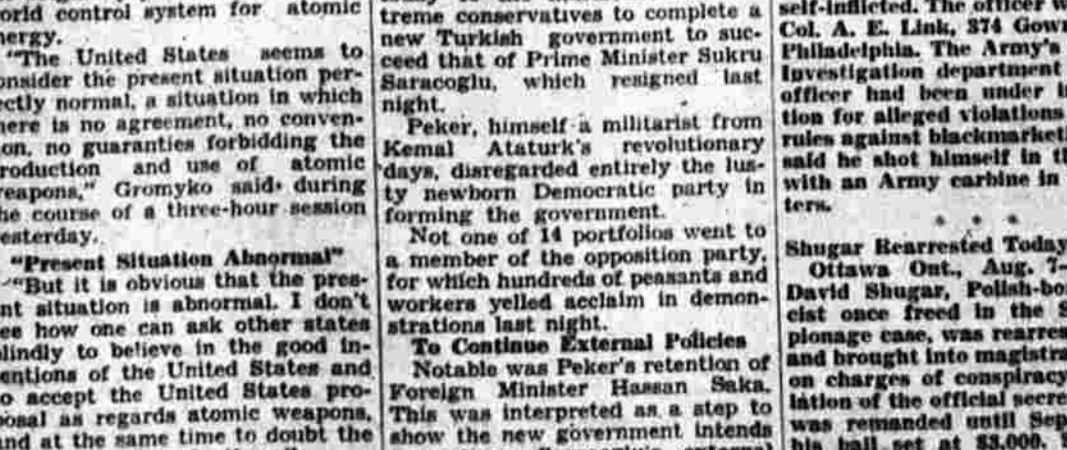 orld control system for atomic
nergy.
"The United States seems to
onsider the present situation per-
ectly normal, a situation in which
here is no agreement, no conven-
on, no guaranties forbidding the
roduction and use of atomic
eapons," Gromyko said during
he course of a three-hour session
esterday.
"Present Situation Abnormal"
"But it is obvious that the pres-
nt situation is abnormal. I don't
ee how one can ask other states
lindly to believe in the good in-
entions of the United States and
o accept the United States pro-
posal as regards atomic weapons,
and at the same time to doubt the
treme conservatives to complete a
new Turkish government to suc-
ceed that of Prime Minister Sukru
Saracoglu, which resigned last
night.
Peker, himself a militarist from
Kemal Ataturk's revolutionary
days, disregarded entirely the lus-
ty newborn Democratic party in
forming the government.
Not one of 14 portfolios went to
a member of the opposition party,
for which hundreds of peasants and
workers yelled acclaim in demon-
strations last night.
To Continue External Policies
Notable was Peker's retention of
Foreign Minister Hassan Saka.
This was interpreted as a step to
show the new government intends
self-inflicted. The officer w
Col. A. E. Link, 374 Gow
Philadelphia. The Army's
Investigation department
officer had been under i
tion for alleged violations
rules against blackmarket
said he shot himself in t
with an Army carbine in
ters.
* * *
Shugar Rearrested Today
Ottawa Ont., Aug. 7—
David Shugar, Polish-bo
cist once freed in the S
pionage case, was rearres
and brought into magistra
on charges of conspiracy
lation of the official secre
was remanded until Sep
his bail set at $3,000.